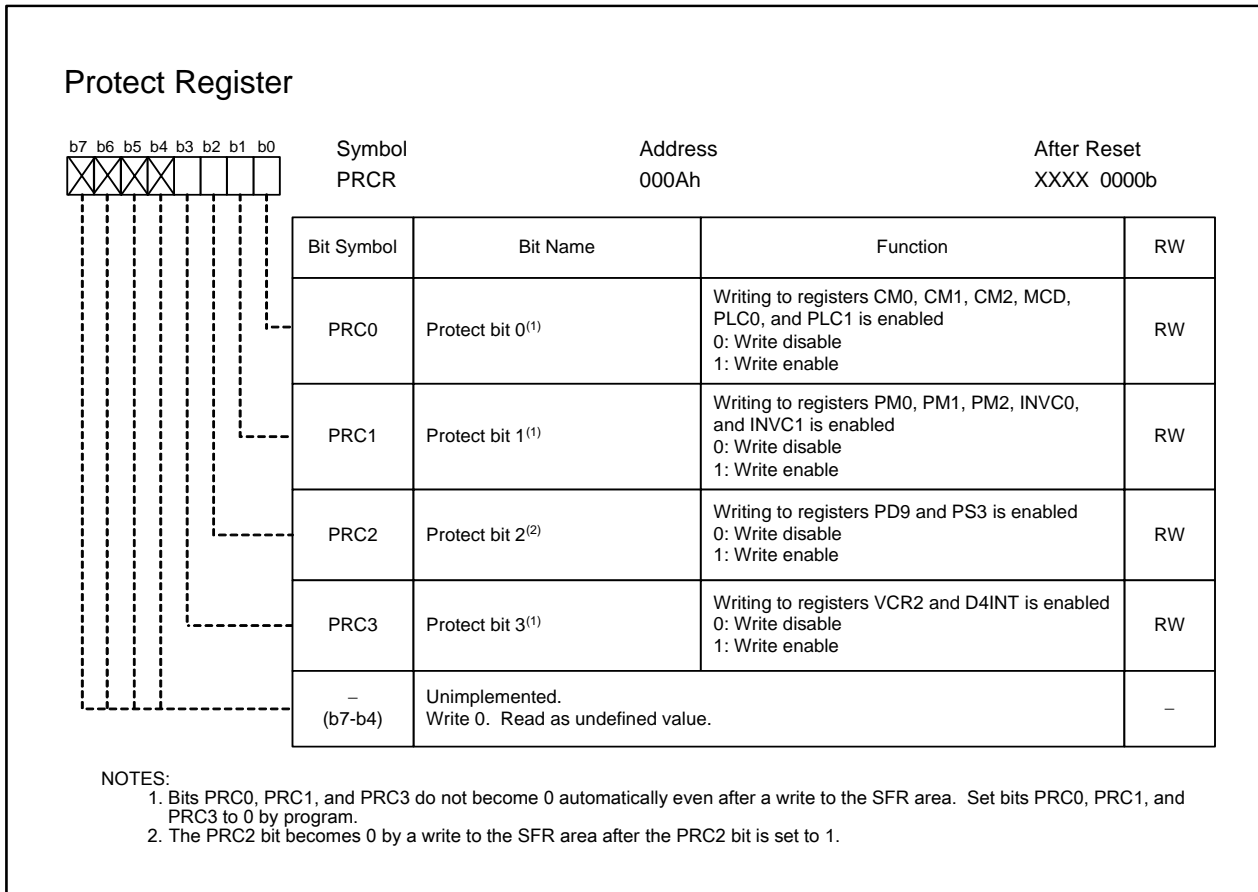 Protect Register
b7 b6 b5 b4 b3 b2 b1 b0
Symbol Address After Reset
PRCR 000Ah XXXX 0000b
Bit Symbol Bit Name Function RW
PRC0 Protect bit 0(1) Writing to registers CM0, CM1, CM2, MCD,
PLC0, and PLC1 is enabled
0: Write disable
1: Write enable
RW
PRC1 Protect bit 1(1) Writing to registers PM0, PM1, PM2, INVC0,
and INVC1 is enabled
0: Write disable
1: Write enable
RW
PRC2 Protect bit 2(2) Writing to registers PD9 and PS3 is enabled
0: Write disable
1: Write enable
RW
PRC3 Protect bit 3(1) Writing to registers VCR2 and D4INT is enabled
0: Write disable
1: Write enable
RW
–
(b7-b4)
Unimplemented.
Write 0. Read as undefined value.
–
NOTES:
1. Bits PRC0, PRC1, and PRC3 do not become 0 automatically even after a write to the SFR area. Set bits PRC0, PRC1, and
PRC3 to 0 by program.
2. The PRC2 bit becomes 0 by a write to the SFR area after the PRC2 bit is set to 1.